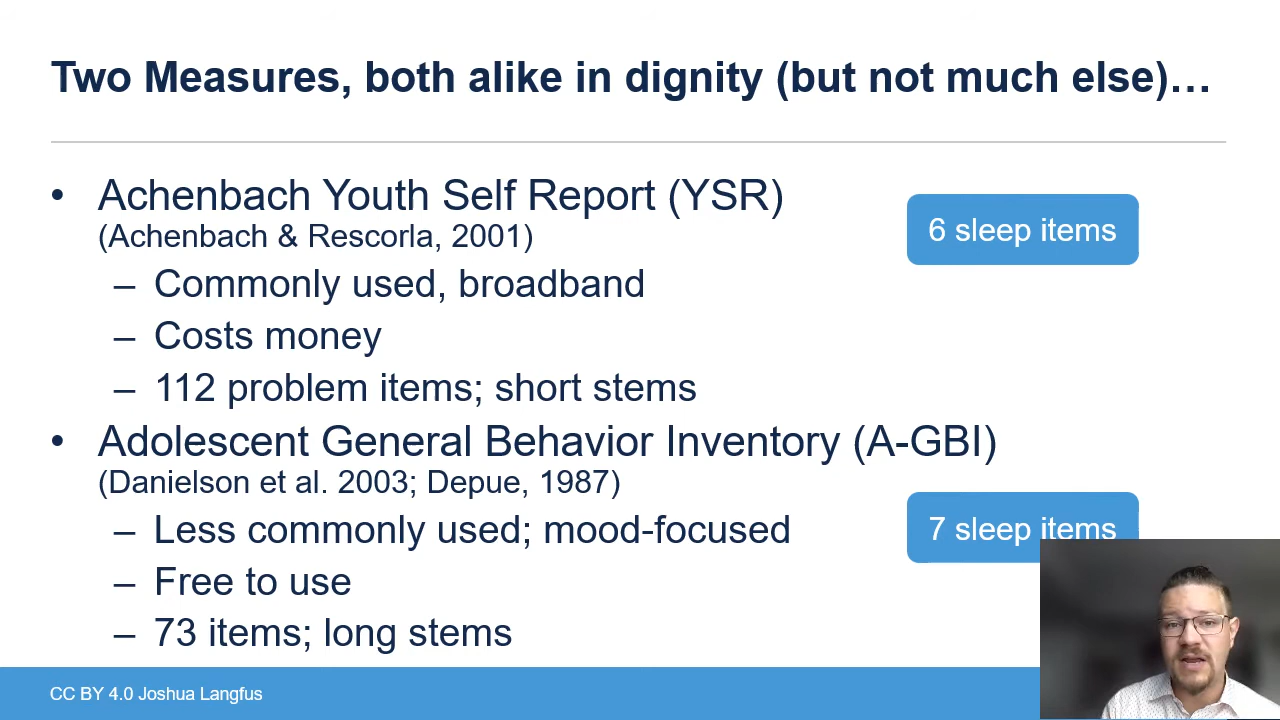 Two Measures, both alike in dignity (but not much else)…
• Achenbach Youth Self Report (YSR)
(Achenbach & Rescorla, 2001)
6 sleep items
– Commonly used, broadband
– Costs money
– 112 problem items; short stems
• Adolescent General Behavior Inventory (A-GBI)
(Danielson et al. 2003; Depue, 1987)
7 sleep items
– Less commonly used; mood-focused
– Free to use
– 73 items; long stems
CC BY 4.0 Joshua Langfus